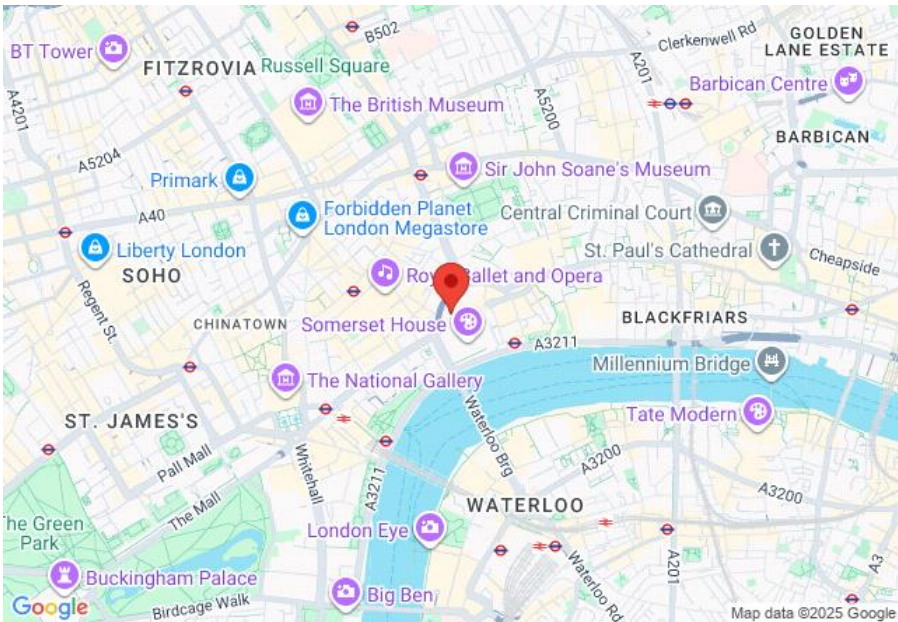 B502
GOLDEN
LANE ESTATE
BT Tower
Clerkenwell Rd
A201
FITZROVIA
Russell Square
Barbican Centre
A4201
The British Museum
A5200
BARBICAN
A5204
Sir John Soane's Museum
Primark
Forbidden Planet
London Megastore
Central Criminal Court
A40
Liberty London
St. Paul's Cathedral
Cheapside
SOHO
Royal Ballet and Opera
Regent St.
CHINATOWN
Somerset House
BLACKFRIARS
A3211
Millennium Bridge
The National Gallery
Tate Modern
ST. JAMES'S
Waterloo Brg
Pall Mall
Whitehall
A3211
A3200
A3200
The Mall
WATERLOO
The Green
Park
London Eye
A201
A3
Buckingham Palace
Waterloo Rd
Big Ben
Birdcage Walk
Google
Map data ©2025 Google